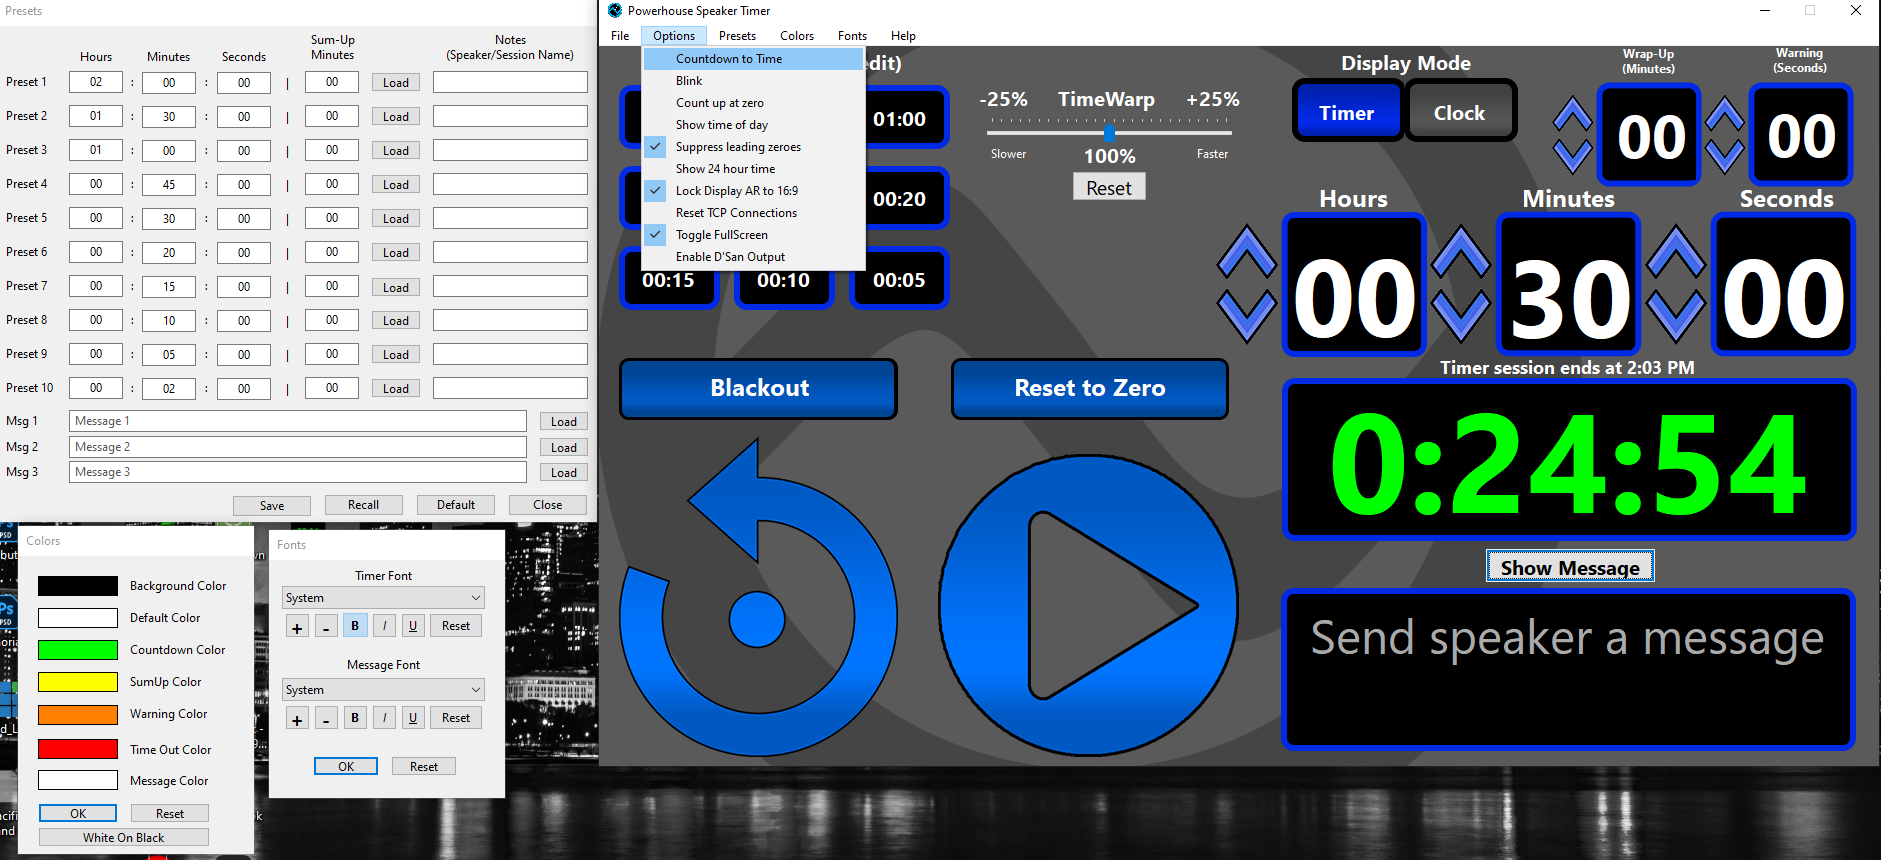 Presets
Hours Minutes Seconds Sum-Up Minutes Notes (Speaker/Session Name)
Preset 1 02 : 00 : 00 | 00 Load
Preset 2 01 : 30 : 00 | 00 Load
Preset 3 01 : 00 : 00 | 00 Load
Preset 4 00 : 45 : 00 | 00 Load
Preset 5 00 : 30 : 00 | 00 Load
Preset 6 00 : 20 : 00 | 00 Load
Preset 7 00 : 15 : 00 | 00 Load
Preset 8 00 : 10 : 00 | 00 Load
Preset 9 00 : 05 : 00 | 00 Load
Preset 10 00 : 02 : 00 | 00 Load
Msg 1 Message 1 Load
Msg 2 Message 2 Load
Msg 3 Message 3 Load
Save Recall Default Close
Colors
Background Color
Default Color
Countdown Color
SumUp Color
Warning Color
Time Out Color
Message Color
OK Reset
White On Black
Fonts
Timer Font
System
+ - B I U Reset
Message Font
System
+ - B I U Reset
OK Reset
Powerhouse Speaker Timer
File Options Presets Colors Fonts Help
Countdown to Time
Blink
Count up at zero
Show time of day
Suppress leading zeroes
Show 24 hour time
Lock Display AR to 16:9
Reset TCP Connections
Toggle FullScreen
Enable D'San Output
edit)
01:00
00:20
00:15 00:10 00:05
-25% TimeWarp +25%
Slower 100% Faster
Reset
Display Mode
Timer Clock
Wrap-Up
(Minutes)
00
Warning
(Seconds)
00
Hours Minutes Seconds
00 30 00
Timer session ends at 2:03 PM
0:24:54
Blackout Reset to Zero
Show Message
Send speaker a message